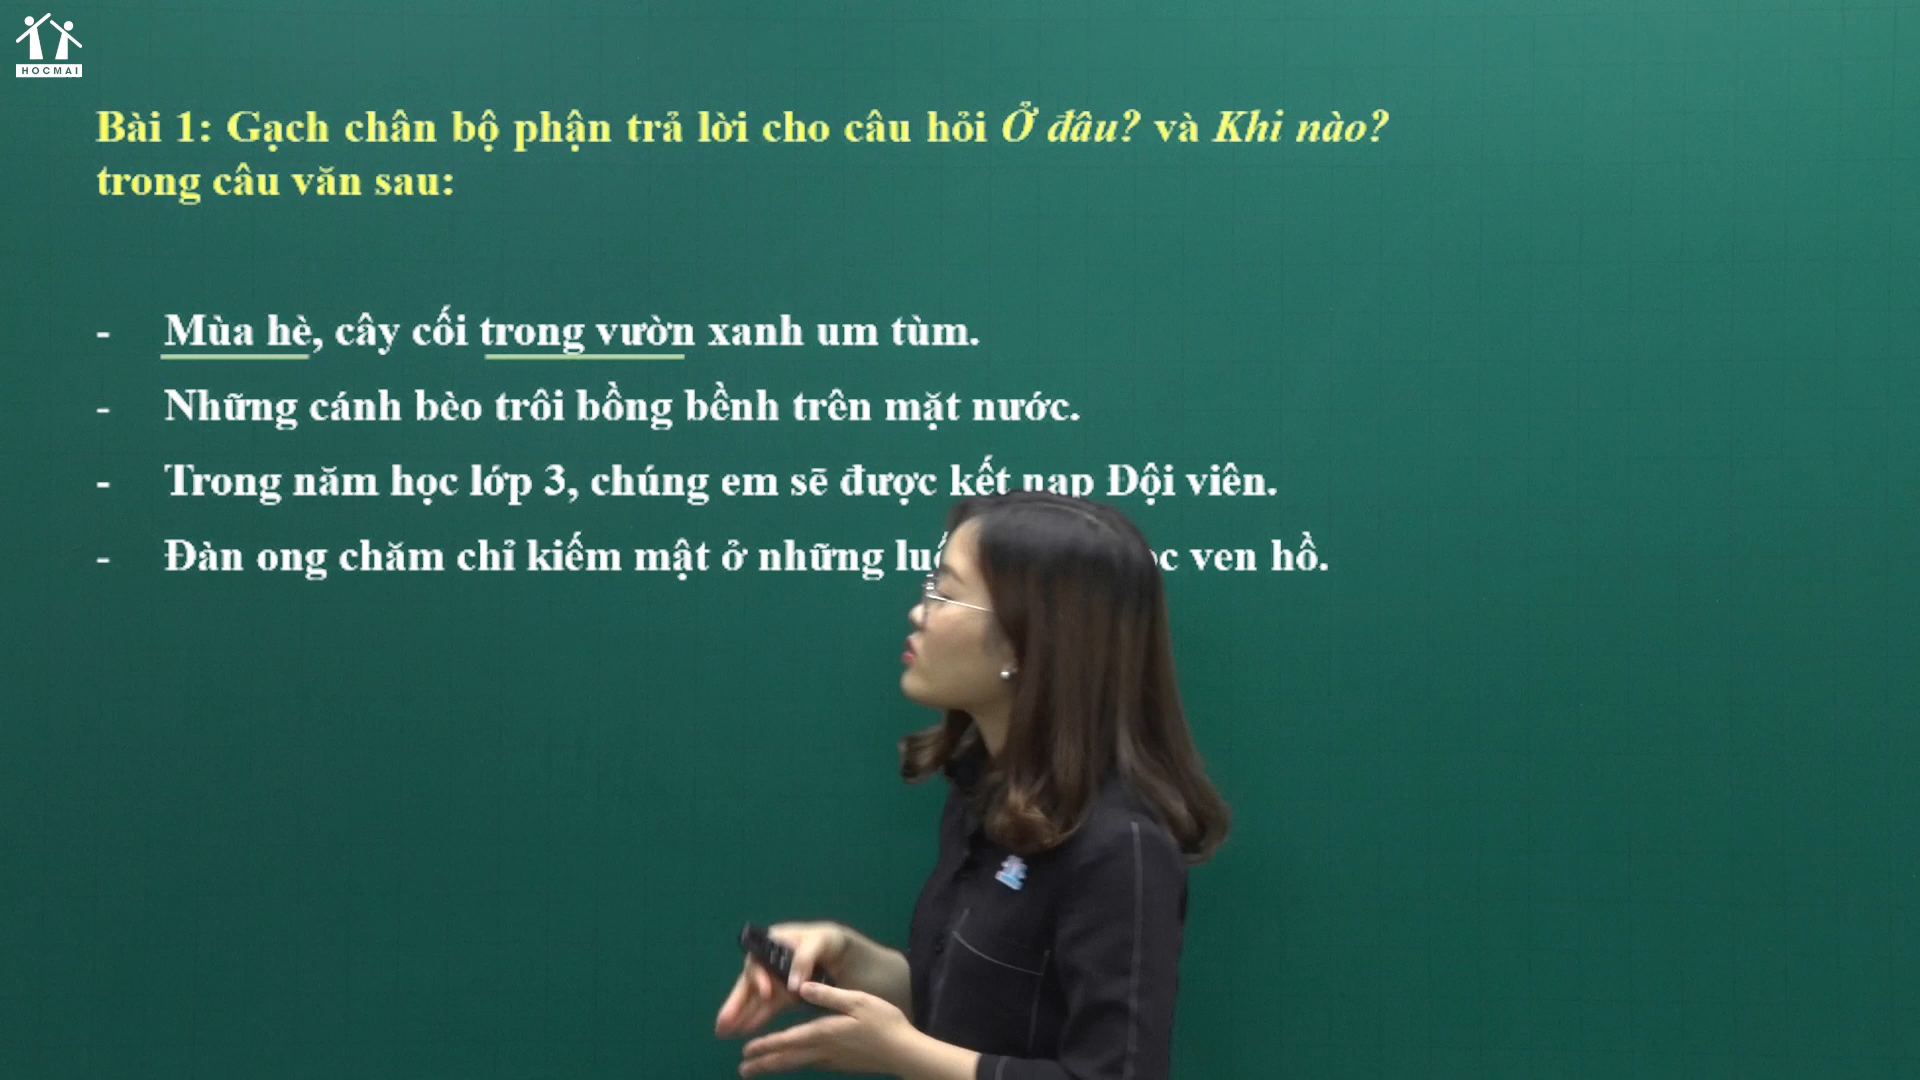 HOCMAI
Bài 1: Gạch chân bộ phận trả lời cho câu hỏi Ở đâu? và Khi nào?
trong câu văn sau:
- Mùa hè, cây cối trong vườn xanh um tùm.
- Những cánh bèo trôi bồng bềnh trên mặt nước.
- Trong năm học lớp 3, chúng em sẽ được kết nạp Đội viên.
- Đàn ong chăm chỉ kiếm mật ở những ven hồ.